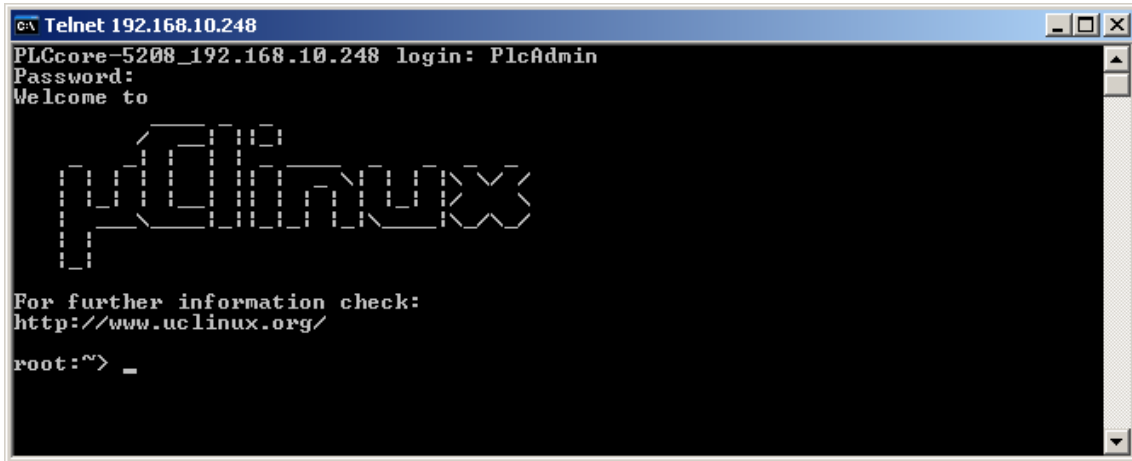 Telnet 192.168.10.248
PLCcore-5208_192.168.10.248 login: PlcAdmin
Password:
Welcome to
µClinux
For further information check:
http://www.uclinux.org/
root:~> _